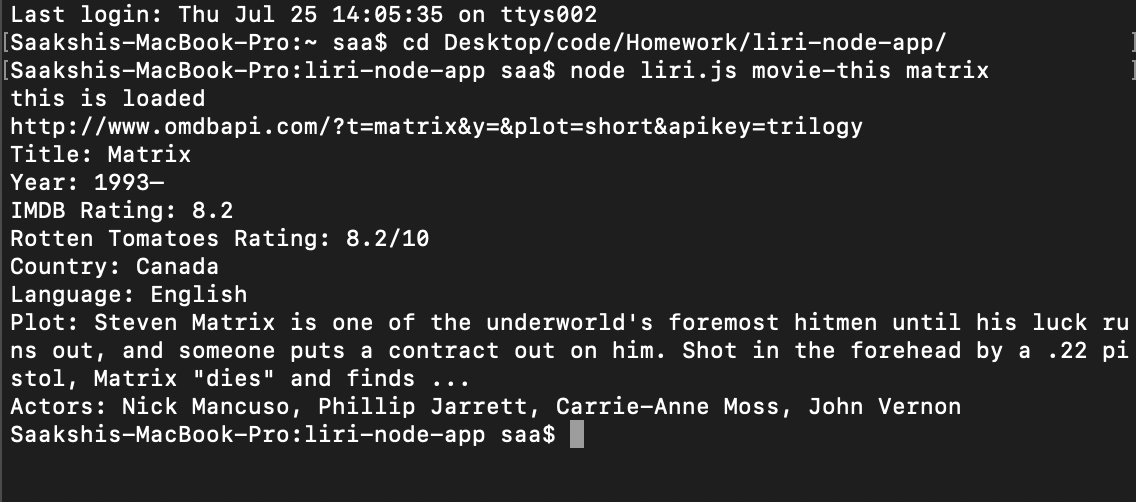 Last login: Thu Jul 25 14:05:35 on ttys002
[Saakshis-MacBook-Pro:~ saa$ cd Desktop/code/Homework/liri-node-app/ ]
[Saakshis-MacBook-Pro:liri-node-app saa$ node liri.js movie-this matrix ]
this is loaded
http://www.omdbapi.com/?t=matrix&y=&plot=short&apikey=trilogy
Title: Matrix
Year: 1993–
IMDB Rating: 8.2
Rotten Tomatoes Rating: 8.2/10
Country: Canada
Language: English
Plot: Steven Matrix is one of the underworld's foremost hitmen until his luck ru
ns out, and someone puts a contract out on him. Shot in the forehead by a .22 pi
stol, Matrix "dies" and finds ...
Actors: Nick Mancuso, Phillip Jarrett, Carrie-Anne Moss, John Vernon
Saakshis-MacBook-Pro:liri-node-app saa$